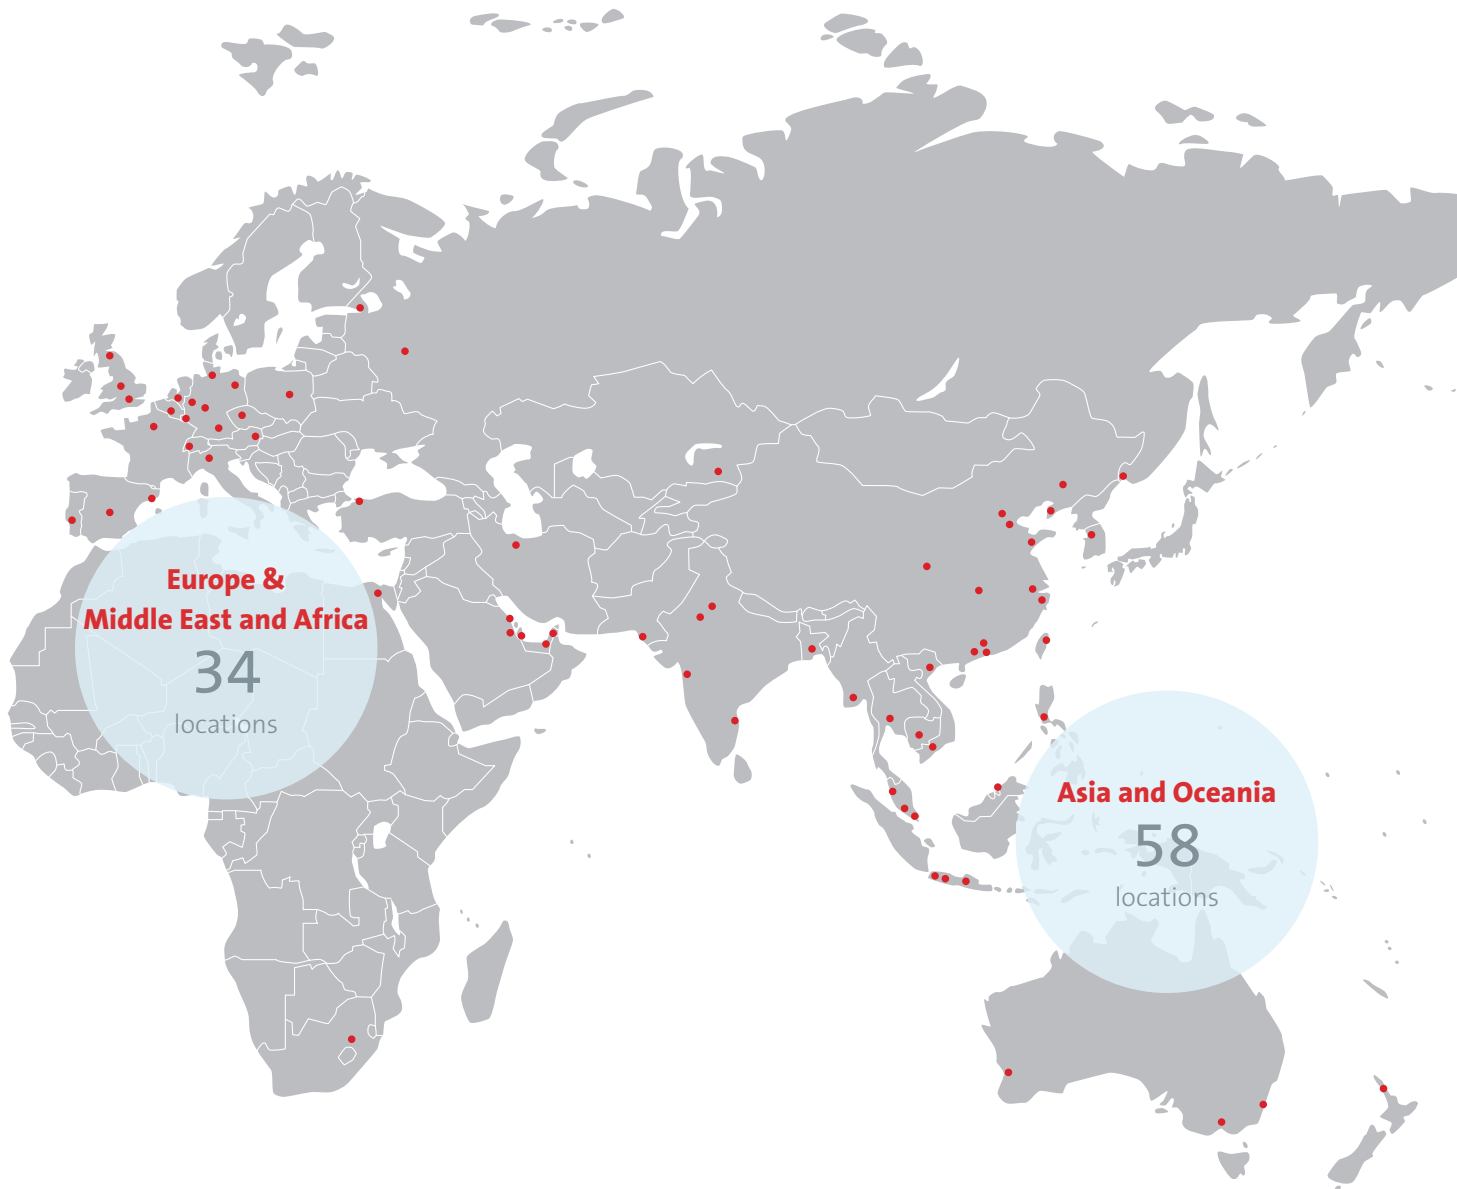 Europe &
Middle East and Africa
34
locations
Asia and Oceania
58
locations